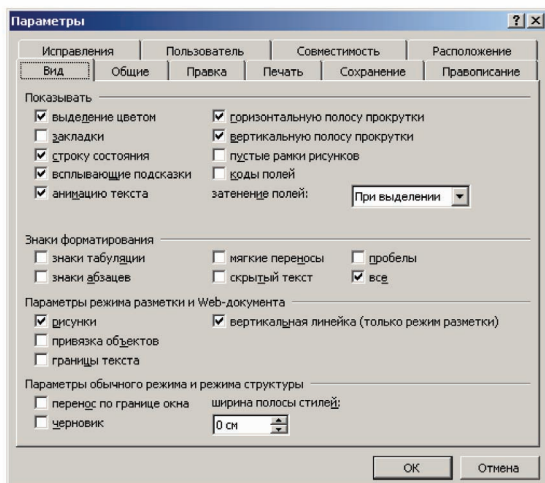 Параметры
Исправления Пользователь Совместимость Расположение
Вид Общие Правка Печать Сохранение Правописание
Показывать
выделение цветом горизонтальную полосу прокрутки
закладки вертикальную полосу прокрутки
строку состояния пустые рамки рисунков
всплывающие подсказки коды полей
анимацию текста затенение полей: При выделении
Знаки форматирования
знаки табуляции мягкие переносы пробелы
знаки абзацев скрытый текст все
Параметры режима разметки и Web-документа
рисунки вертикальная линейка (только режим разметки)
привязка объектов
границы текста
Параметры обычного режима и режима структуры
перенос по границе окна ширина полосы стилей:
черновик 0 см
ОК Отмена